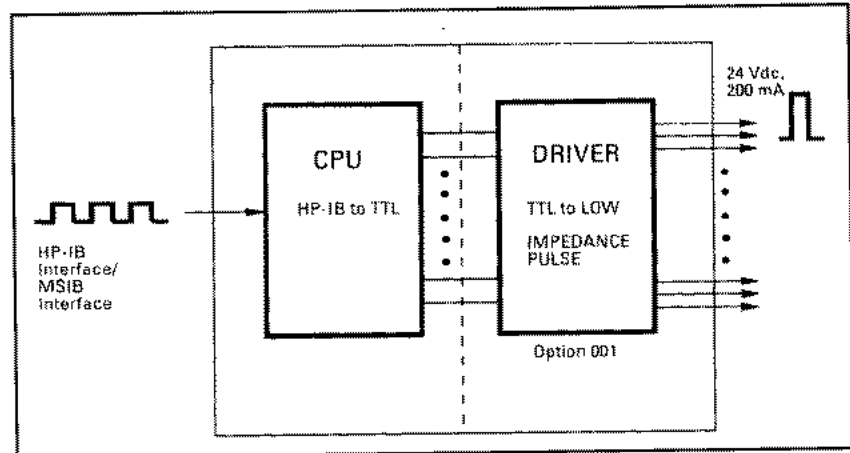 HP-IB
Interface/
MSIB
Interface
CPU
HP-IB to TTL
DRIVER
TTL to LOW
IMPEDANCE
PULSE
Option 001
24 Vdc,
200 mA